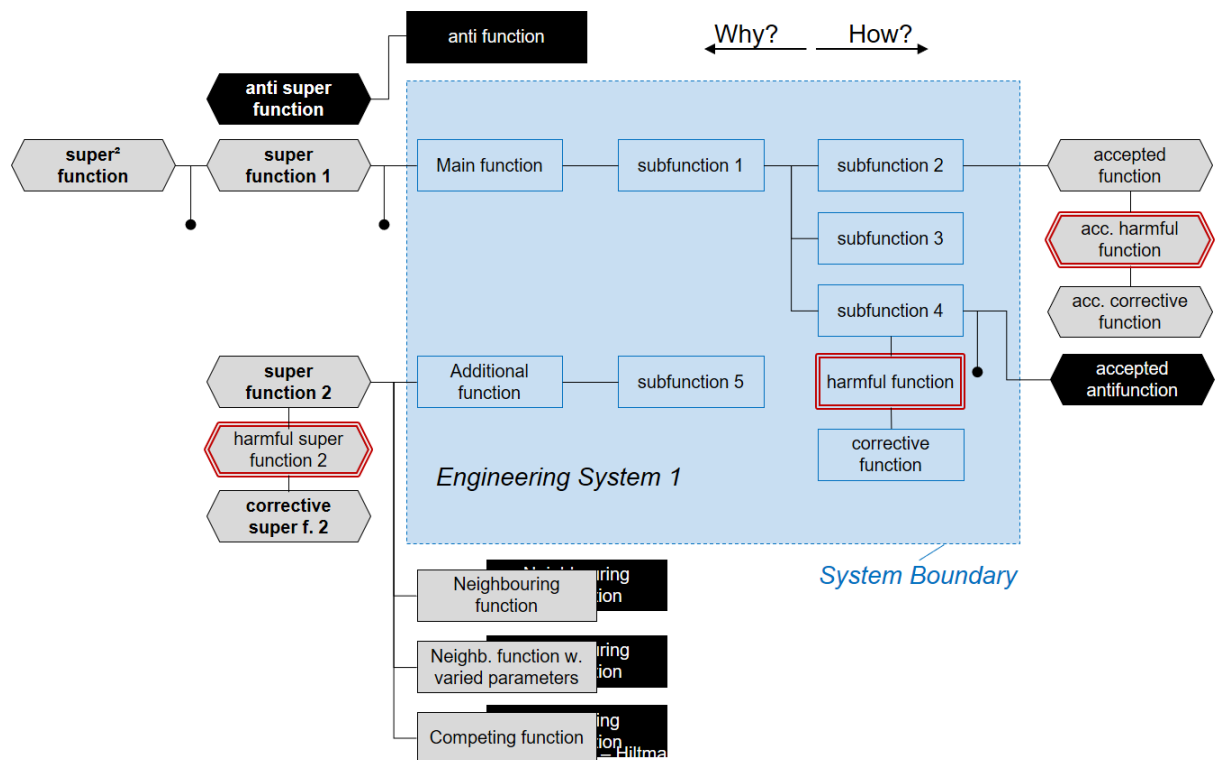 anti function
Why?
How?
anti super
function
super²
function
super
function 1
Main function
subfunction 1
subfunction 2
accepted
function
subfunction 3
acc. harmful
function
subfunction 4
acc. corrective
function
super
function 2
Additional
function
subfunction 5
harmful function
accepted
antifunction
harmful super
function 2
corrective
function
Engineering System 1
corrective
super f. 2
System Boundary
Neighbouring
function
Neighb. function w.
varied parameters
Competing function